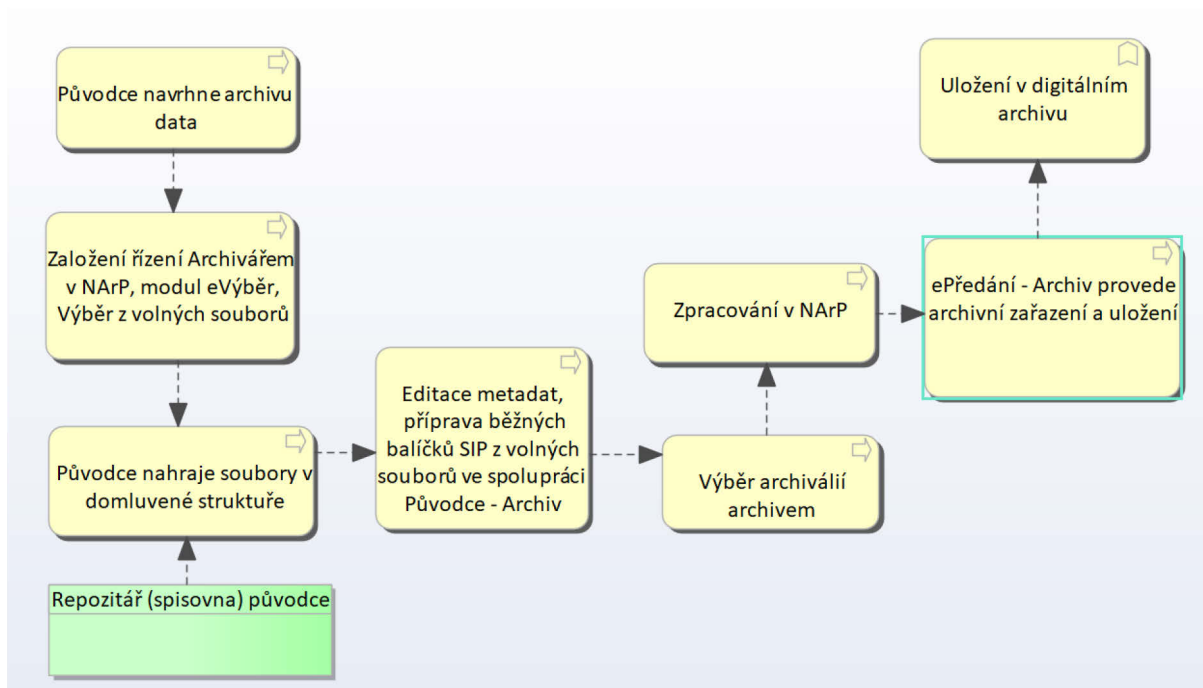 Původce navrhne archivu
data
Založení řízení Archivářem
v NArP, modul eVýběr,
Výběr z volných souborů
Původce nahraje soubory v
domluvené struktuře
Repozitář (spisovna) původce
Editace metadat,
příprava běžných
balíčků SIP z volných
souborů ve spolupráci
Původce - Archiv
Výběr archiválií
archivem
Zpracování v NArP
ePředání - Archiv provede
archivní zařazení a uložení
Uložení v digitálním
archivu